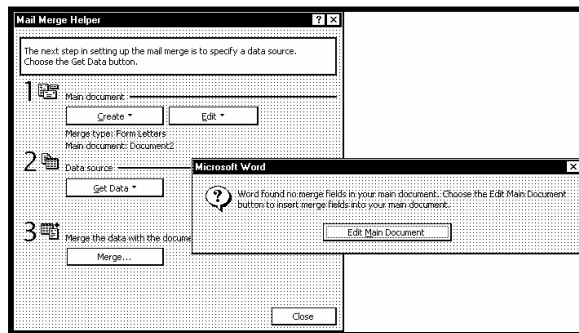 Mail Merge Helper
The next step in setting up the mail merge is to specify a data source.
Choose the Get Data button.
1 Main document
Create Edit
Merge type: Form Letters
Main document: Document2
2 Data source
Get Data
3 Merge the data with the docume
Merge...
Close
Microsoft Word
Word found no merge fields in your main document. Choose the Edit Main Document
button to insert merge fields into your main document.
Edit Main Document